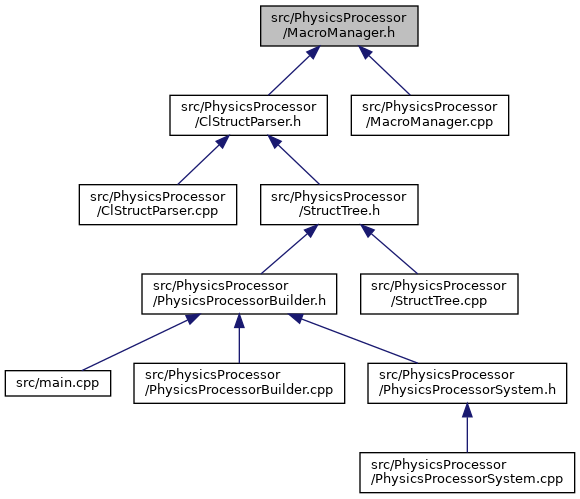 src/PhysicsProcessor
/MacroManager.h
src/PhysicsProcessor
/ClStructParser.h
src/PhysicsProcessor
/MacroManager.cpp
src/PhysicsProcessor
/ClStructParser.cpp
src/PhysicsProcessor
/StructTree.h
src/PhysicsProcessor
/PhysicsProcessorBuilder.h
src/PhysicsProcessor
/StructTree.cpp
src/main.cpp
src/PhysicsProcessor
/PhysicsProcessorBuilder.cpp
src/PhysicsProcessor
/PhysicsProcessorSystem.h
src/PhysicsProcessor
/PhysicsProcessorSystem.cpp